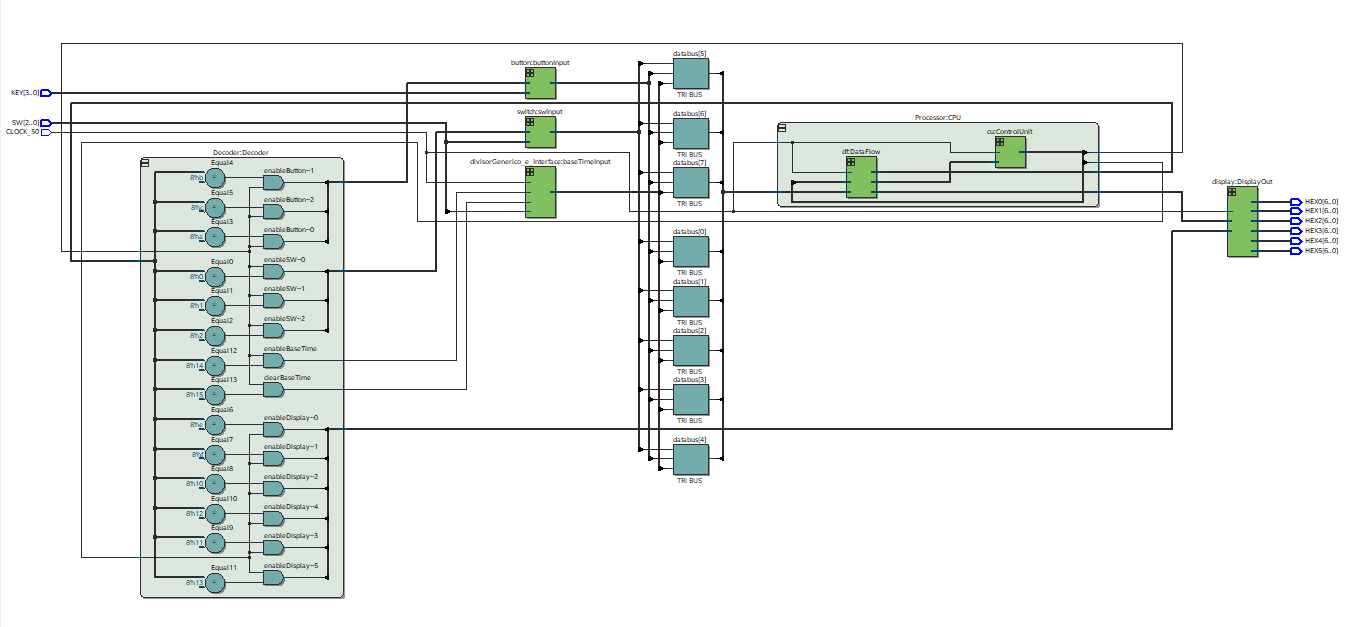 KEY[3..0]
SW[2..0]
CLOCK_50
button:buttonInput
switch:swInput
divisorGenerico_e_Interface:baseTimeInput
Decoder:Decoder
Equal4
8'hb
enableButton~1
Equal5
8'hc
enableButton~2
Equal3
8'ha
enableButton~0
Equal0
8'h0
enableSW~0
Equal1
8'h1
enableSW~1
Equal2
8'h2
enableSW~2
Equal12
8'h14
enableBaseTime
Equal13
8'h15
clearBaseTime
Equal6
8'he
enableDisplay~0
Equal7
8'hf
enableDisplay~1
Equal8
8'h10
enableDisplay~2
Equal10
8'h12
enableDisplay~4
Equal9
8'h11
enableDisplay~3
Equal11
8'h13
enableDisplay~5
databus[5]
TRI BUS
databus[6]
TRI BUS
databus[7]
TRI BUS
databus[0]
TRI BUS
databus[1]
TRI BUS
databus[2]
TRI BUS
databus[3]
TRI BUS
databus[4]
TRI BUS
Processor:CPU
df:DataFlow
cu:ControlUnit
display:DisplayOut
HEX0[6..0]
HEX1[6..0]
HEX2[6..0]
HEX3[6..0]
HEX4[6..0]
HEX5[6..0]